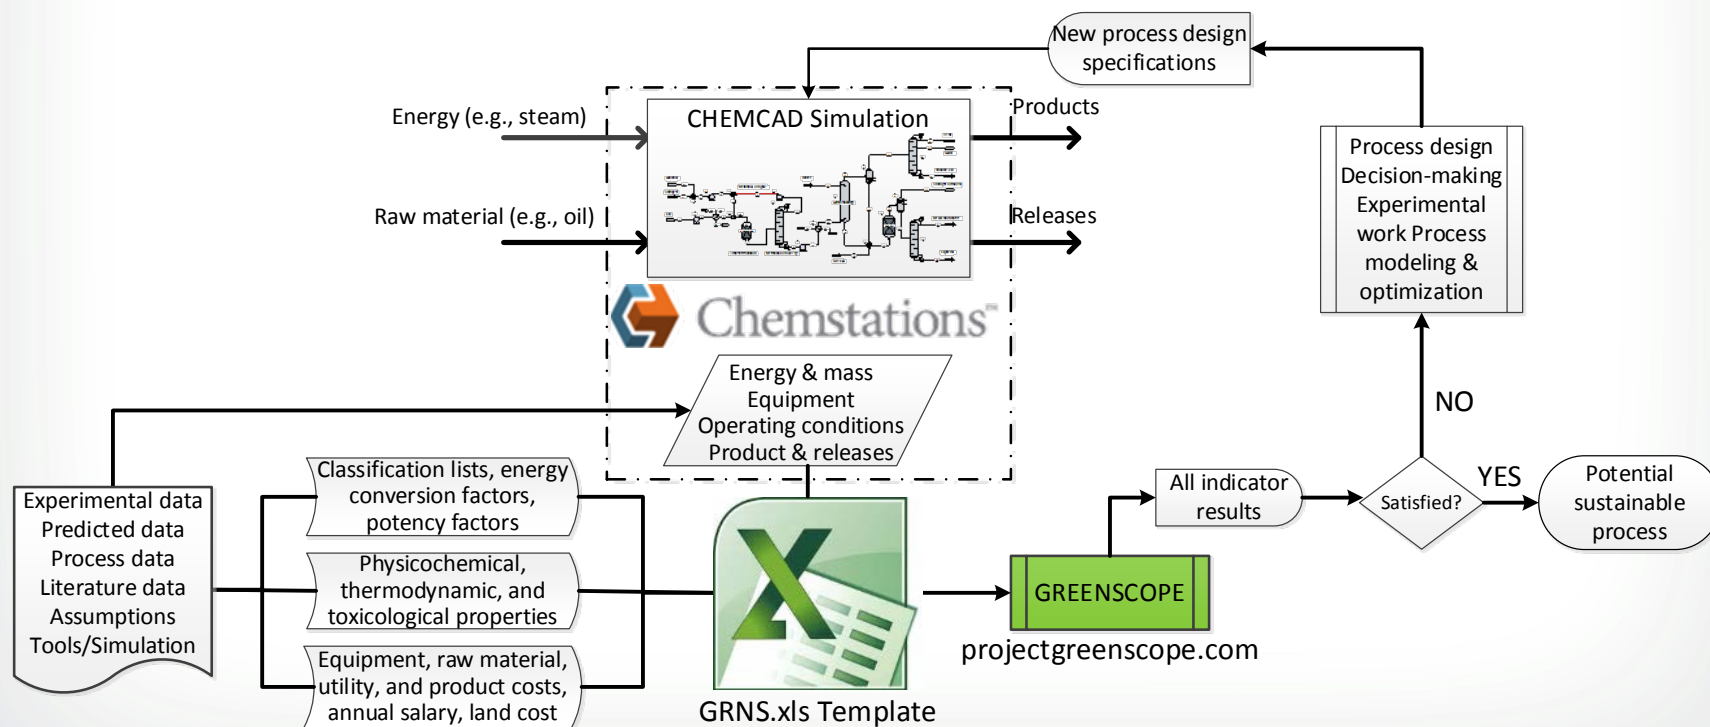 New process design
specifications
Energy (e.g., steam)
CHEMCAD Simulation
Products
Raw material (e.g., oil)
Releases
Process design
Decision-making
Experimental
work Process
modeling &
optimization
Chemstations™
Energy & mass
Equipment
Operating conditions
Product & releases
NO
Experimental data
Predicted data
Process data
Literature data
Assumptions
Tools/Simulation
Classification lists, energy
conversion factors,
potency factors
Physicochemical,
thermodynamic, and
toxicological properties
Equipment, raw material,
utility, and product costs,
annual salary, land cost
X
GRNS.xls Template
GREENSCOPE
projectgreenscope.com
All indicator
results
Satisfied?
YES
Potential
sustainable
process